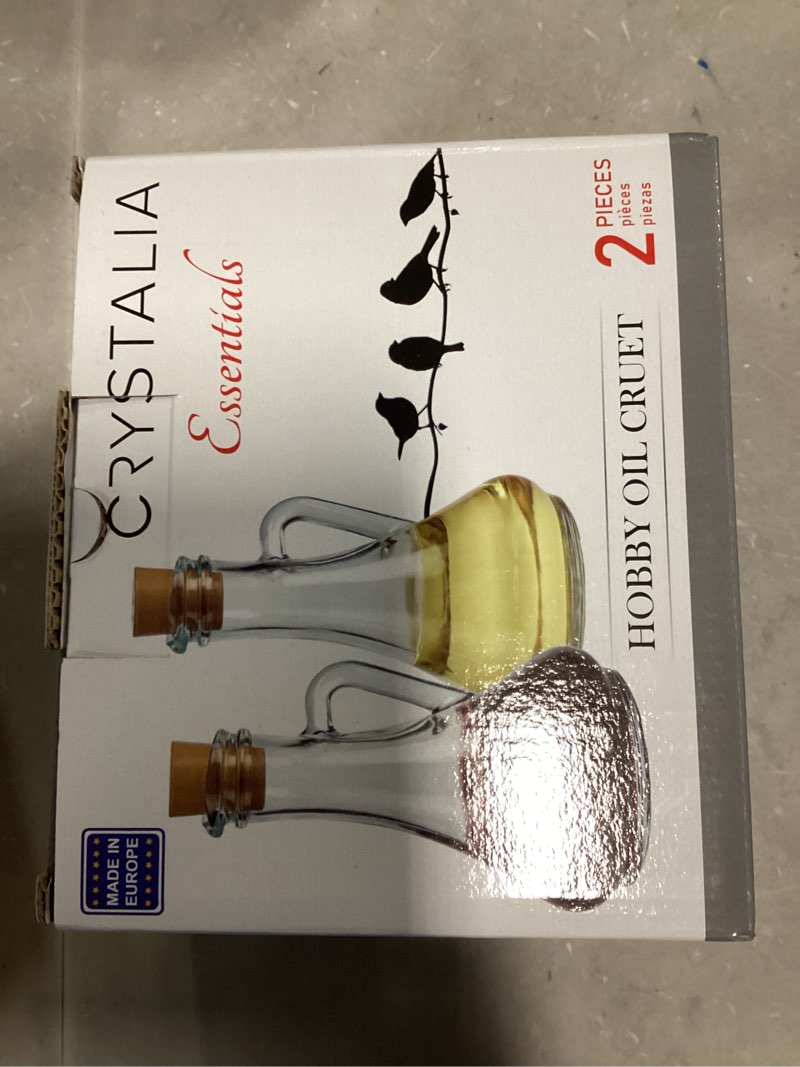 CRYSTALIA
Essentials
MADE IN
EUROPE
HOBBY OIL CRUET
2 PIECES
pièces
piezas